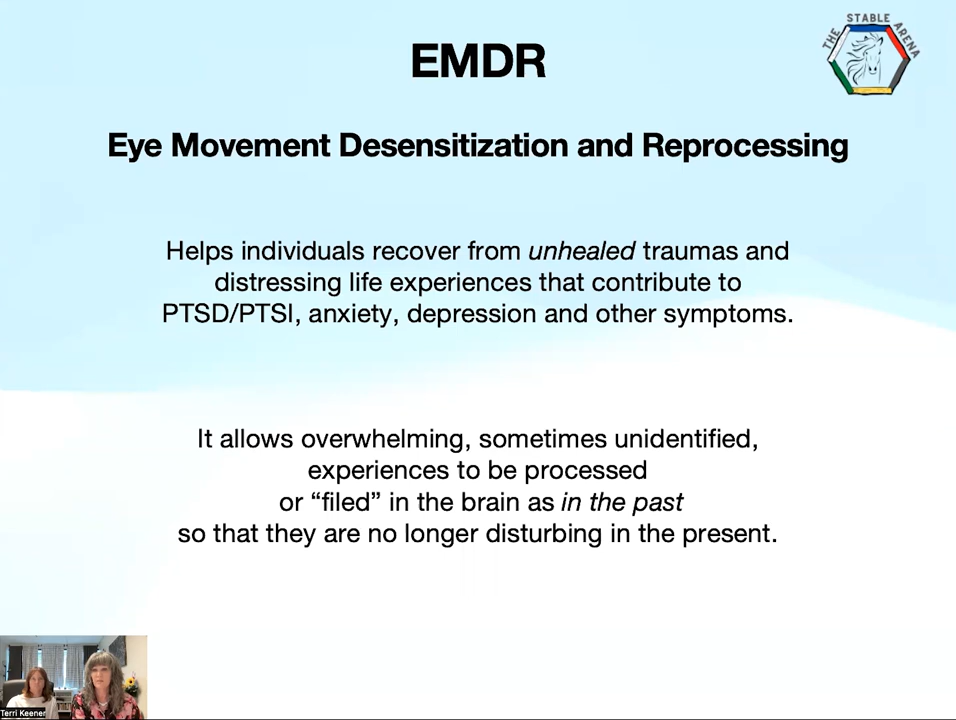 THE STABLE ARENA
EMDR
Eye Movement Desensitization and Reprocessing
Helps individuals recover from unhealed traumas and
distressing life experiences that contribute to
PTSD/PTSI, anxiety, depression and other symptoms.
It allows overwhelming, sometimes unidentified,
experiences to be processed
or “filed” in the brain as in the past
so that they are no longer disturbing in the present.
Terri Keener